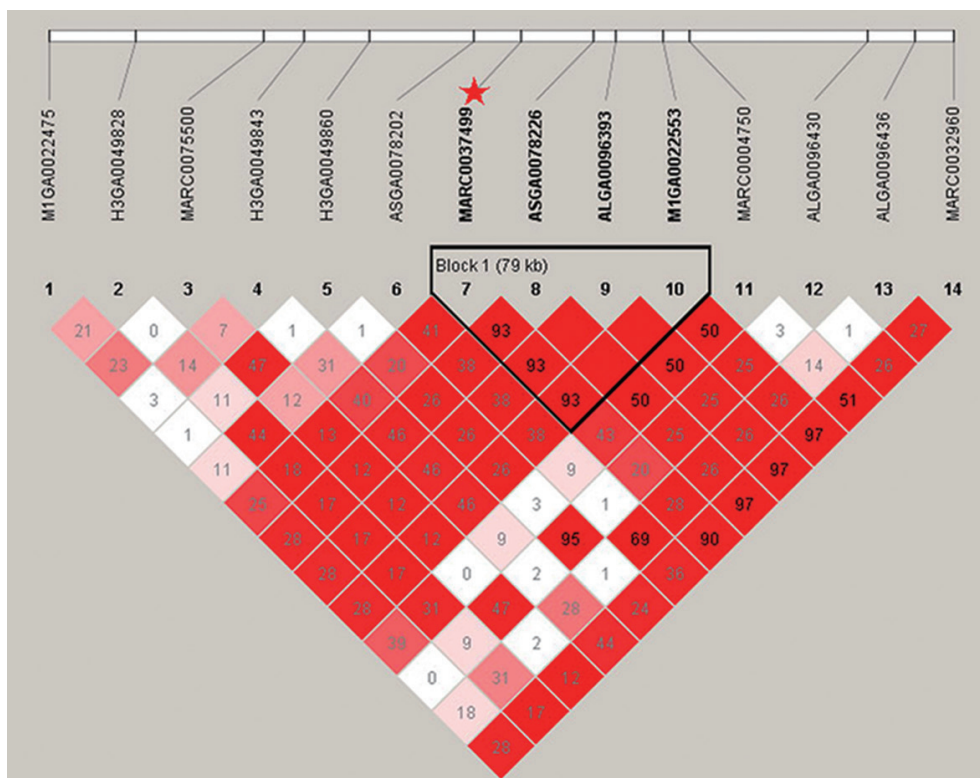 M1GA0022475
H3GA0049828
MARC0075500
H3GA0049843
H3GA0049860
ASGA0078202
MARC0037499
ASGA0078226
ALGA0096393
M1GA0022553
MARC0004750
ALGA0096430
ALGA0096436
MARC0032960
Block 1 (79 kb)
1 2 3 4 5 6 7 8 9 10 11 12 13 14
21 0 7 1 1 41 93 50 3 1 27
23 14 47 31 20 38 93 50 25 14 26
3 11 12 40 26 38 93 50 25 26 51
1 44 13 46 26 38 43 25 26 97
11 18 12 46 26 9 20 26 97
25 17 12 46 3 1 28 97
28 17 12 9 95 69 90
28 17 0 2 1 36
28 31 47 28 24
39 9 2 44
0 31 12
18 17
28